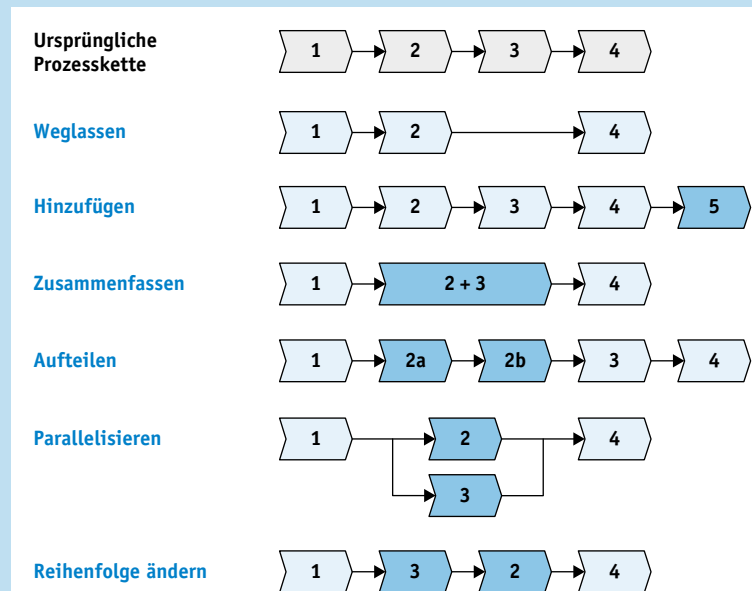 Ursprüngliche
Prozesskette
1 2 3 4
Weglassen 1 2 4
Hinzufügen 1 2 3 4 5
Zusammenfassen 1 2 + 3 4
Aufteilen 1 2a 2b 3 4
Parallelisieren 1 2 4
3
Reihenfolge ändern 1 3 2 4